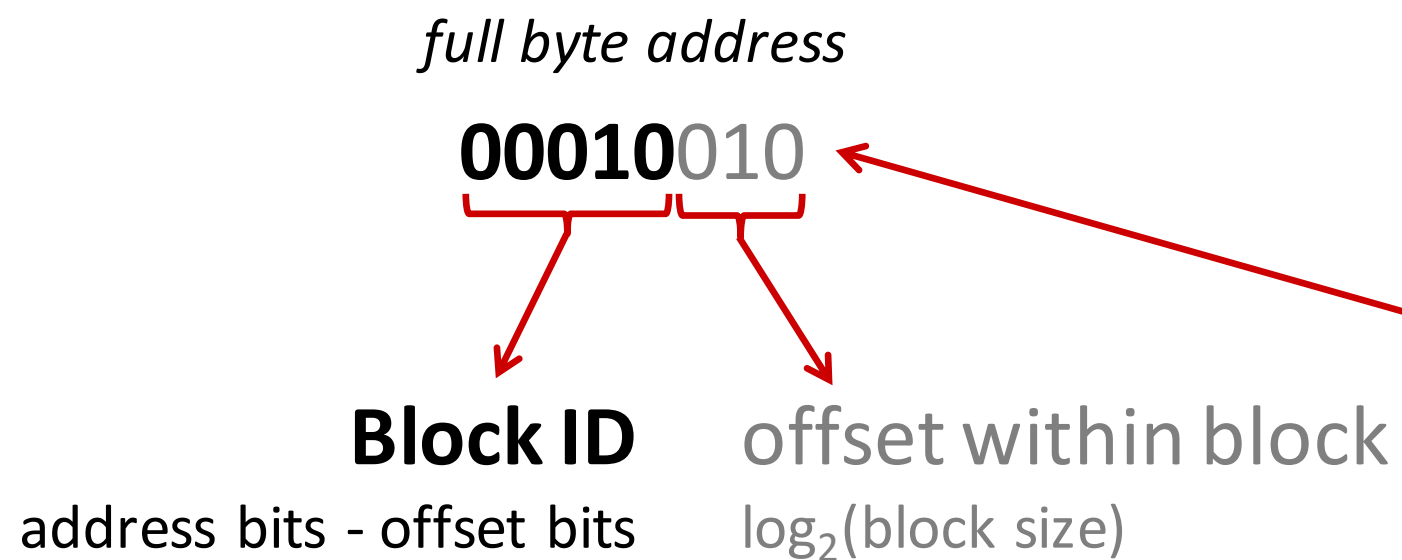 full byte address
00010010
Block ID offset within block
address bits - offset bits log₂(block size)